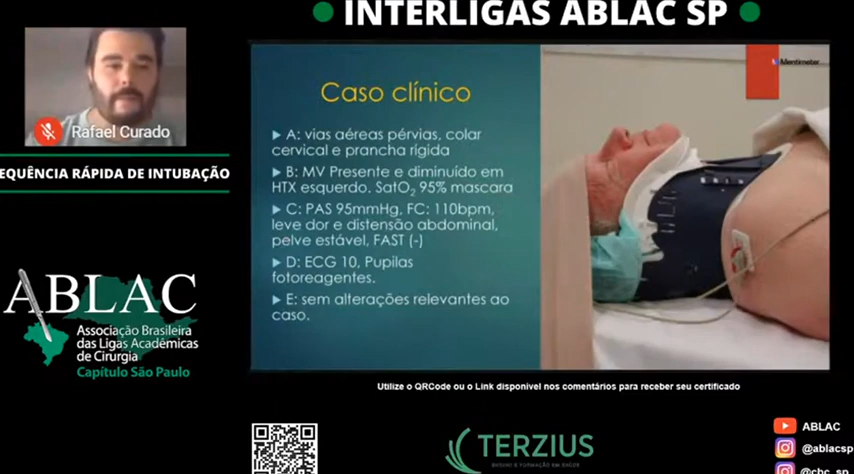 INTERLIGAS ABLAC SP
Rafael Curado
EQUÊNCIA RÁPIDA DE INTUBAÇÃO
Caso clínico
A: vias aéreas pérvias, colar
cervical e prancha rígida
B: MV Presente e diminuído em
HTX esquerdo. SatO₂ 95% mascara
C: PAS 95mmHg, FC: 110bpm,
leve dor e distensão abdominal,
pelve estável, FAST (-)
D: ECG 10, Pupilas
fotoreagentes.
E: sem alterações relevantes ao
caso.
Mentimeter
ABLAC
Associação Brasileira
das Ligas Acadêmicas
de Cirurgia
Capítulo São Paulo
Utilize o QRCode ou o Link disponivel nos comentários para receber seu certificado
TERZIUS
ABLAC
@ablacsp
@cbc_sp